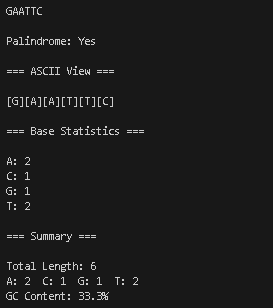 GAATTC
Palindrome: Yes
=== ASCII View ===
[G][A][A][T][T][C]
=== Base Statistics ===
A: 2
C: 1
G: 1
T: 2
=== Summary ===
Total Length: 6
A: 2  C: 1  G: 1  T: 2
GC Content: 33.3%